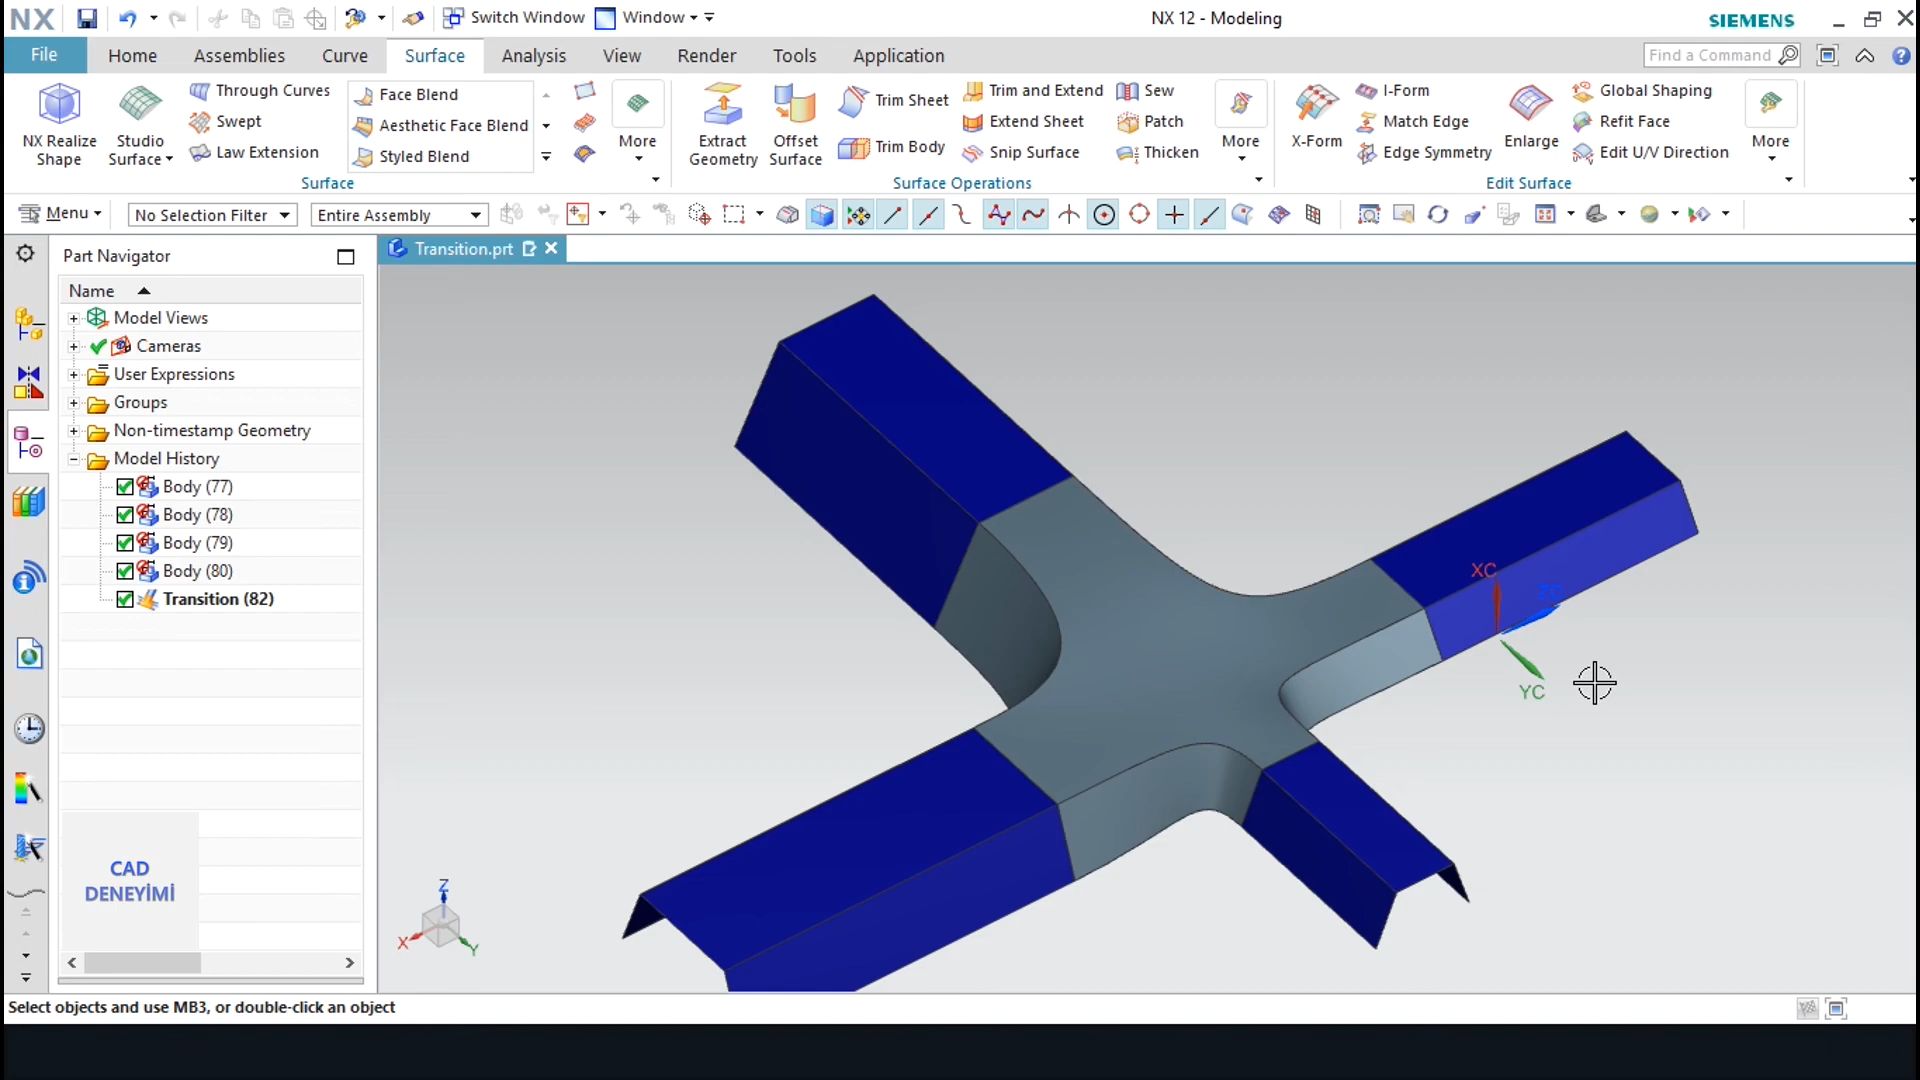 NX
Switch Window
Window
NX 12 - Modeling
SIEMENS
File
Home
Assemblies
Curve
Surface
Analysis
View
Render
Tools
Application
Find a Command
NX Realize
Shape
Studio
Surface
Through Curves
Swept
Law Extension
Face Blend
Aesthetic Face Blend
Styled Blend
More
Surface
Extract
Geometry
Offset
Surface
Trim Sheet
Trim Body
Trim and Extend
Extend Sheet
Snip Surface
Sew
Patch
Thicken
More
Surface Operations
X-Form
I-Form
Match Edge
Edge Symmetry
Enlarge
Global Shaping
Refit Face
Edit U/V Direction
More
Edit Surface
Menu
No Selection Filter
Entire Assembly
Part Navigator
Transition.prt
Name
Model Views
Cameras
User Expressions
Groups
Non-timestamp Geometry
Model History
Body (77)
Body (78)
Body (79)
Body (80)
Transition (82)
XC
ZC
YC
CAD
DENEYİMİ
Z
X
Y
Select objects and use MB3, or double-click an object